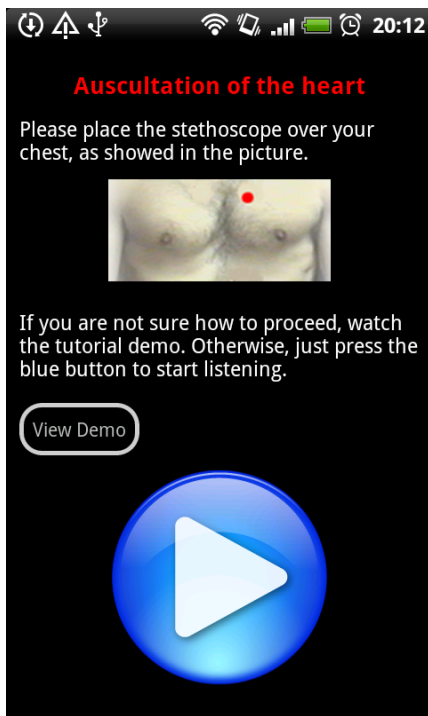 20:12
Auscultation of the heart
Please place the stethoscope over your
chest, as showed in the picture.
If you are not sure how to proceed, watch
the tutorial demo. Otherwise, just press the
blue button to start listening.
View Demo